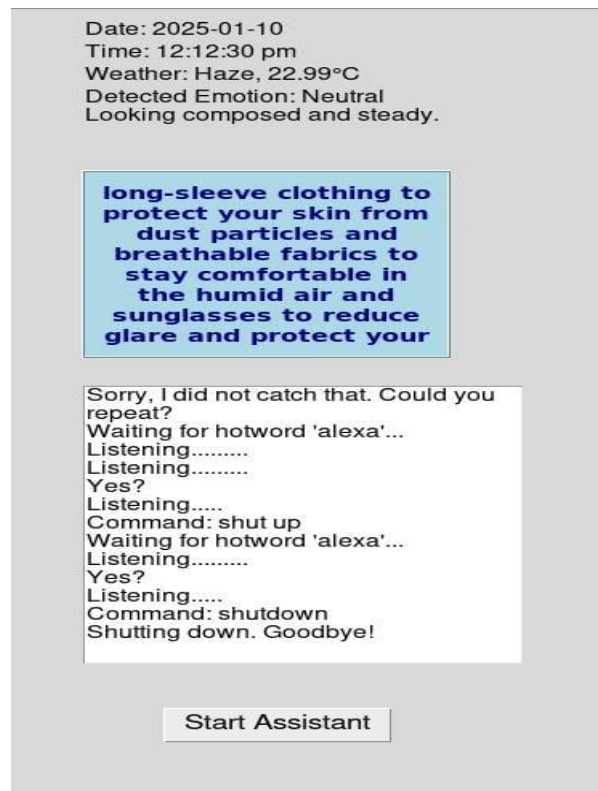 Date: 2025-01-10
Time: 12:12:30 pm
Weather: Haze, 22.99°C
Detected Emotion: Neutral
Looking composed and steady.
long-sleeve clothing to
protect your skin from
dust particles and
breathable fabrics to
stay comfortable in
the humid air and
sunglasses to reduce
glare and protect your
Sorry, I did not catch that. Could you
repeat?
Waiting for hotword 'alexa'...
Listening.........
Listening.........
Yes?
Listening.....
Command: shut up
Waiting for hotword 'alexa'...
Listening.........
Yes?
Listening.....
Command: shutdown
Shutting down. Goodbye!
Start Assistant